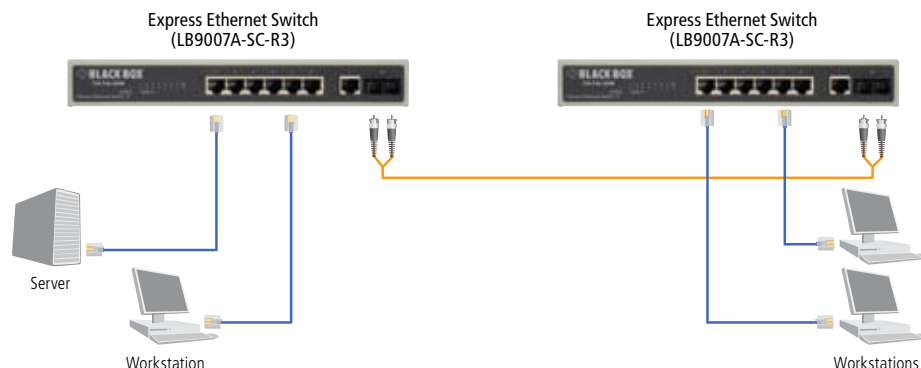 Express Ethernet Switch
(LB9007A-SC-R3)
Express Ethernet Switch
(LB9007A-SC-R3)
BLACK BOX
BLACK BOX
Server
Workstation
Workstations